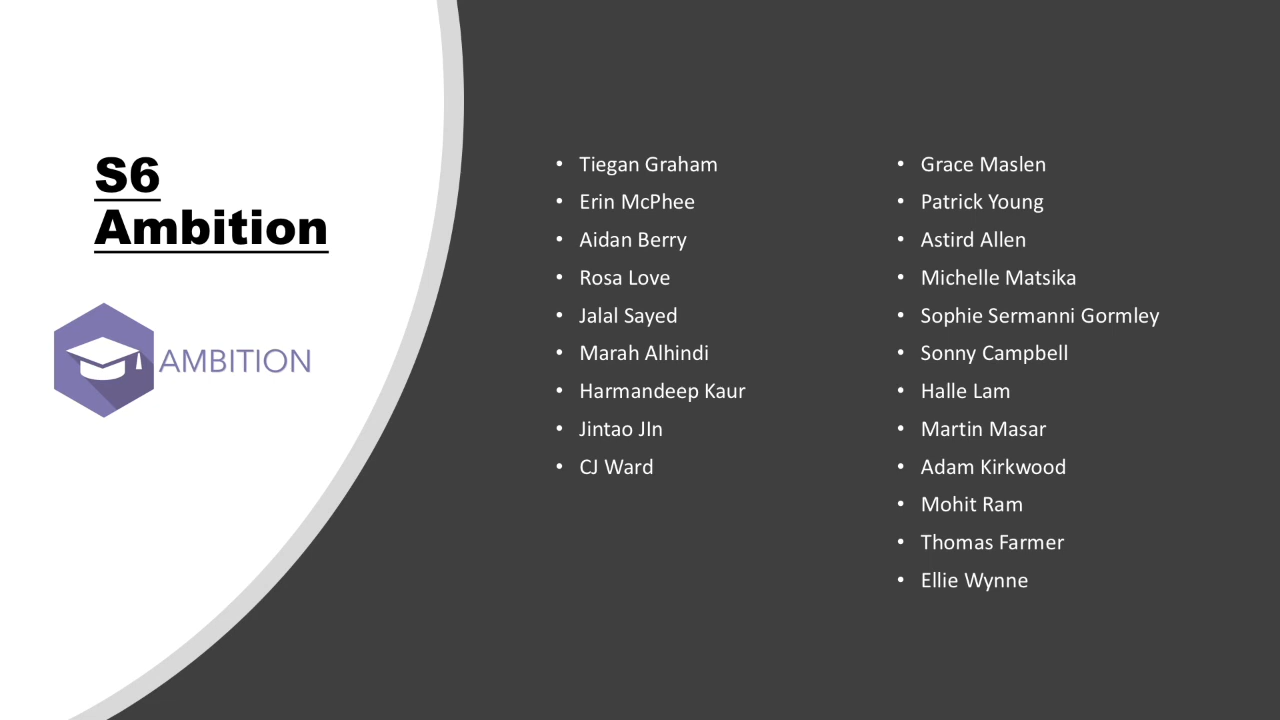 S6
Ambition
AMBITION
• Tiegan Graham
• Erin McPhee
• Aidan Berry
• Rosa Love
• Jalal Sayed
• Marah Alhindi
• Harmandeep Kaur
• Jintao JIn
• CJ Ward
• Grace Maslen
• Patrick Young
• Astird Allen
• Michelle Matsika
• Sophie Sermanni Gormley
• Sonny Campbell
• Halle Lam
• Martin Masar
• Adam Kirkwood
• Mohit Ram
• Thomas Farmer
• Ellie Wynne